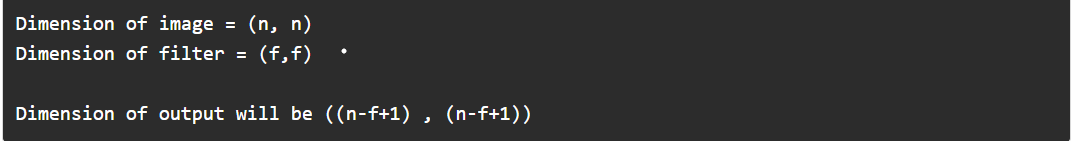 Dimension of image = (n, n)
Dimension of filter = (f,f)
Dimension of output will be ((n-f+1) , (n-f+1))